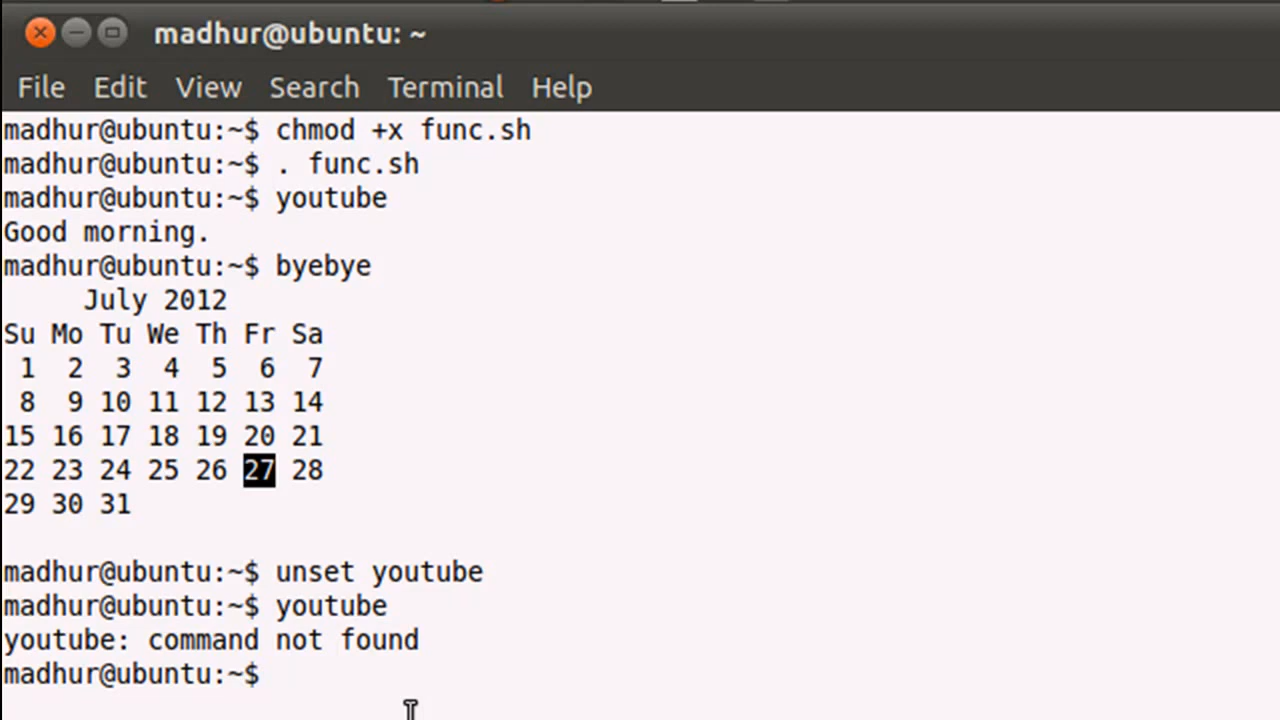 madhur@ubuntu: ~
File Edit View Search Terminal Help
madhur@ubuntu:~$ chmod +x func.sh
madhur@ubuntu:~$ . func.sh
madhur@ubuntu:~$ youtube
Good morning.
madhur@ubuntu:~$ byebye
     July 2012
Su Mo Tu We Th Fr Sa
 1  2  3  4  5  6  7
 8  9 10 11 12 13 14
15 16 17 18 19 20 21
22 23 24 25 26 27 28
29 30 31
madhur@ubuntu:~$ unset youtube
madhur@ubuntu:~$ youtube
youtube: command not found
madhur@ubuntu:~$